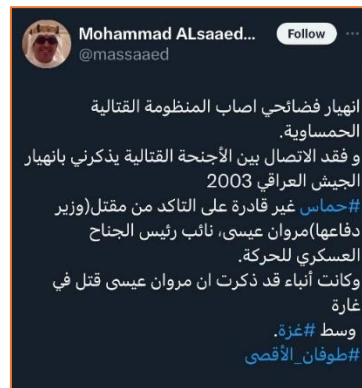 Mohammad ALsaaed... Follow ...
@massaaed
انهيار فضائحي اصاب المنظومة القتالية
الحمساوية.
و فقد الاتصال بين الأجنحة القتالية يذكرني بانهيار
الجيش العراقي 2003
#حماس غير قادرة على التاكد من مقتل(وزير
دفاعها)مروان عيسى، نائب رئيس الجناح
العسكري للحركة.
وكانت أنباء قد ذكرت ان مروان عيسى قتل في
غارة
وسط #غزة.
#طوفان_الأقصى